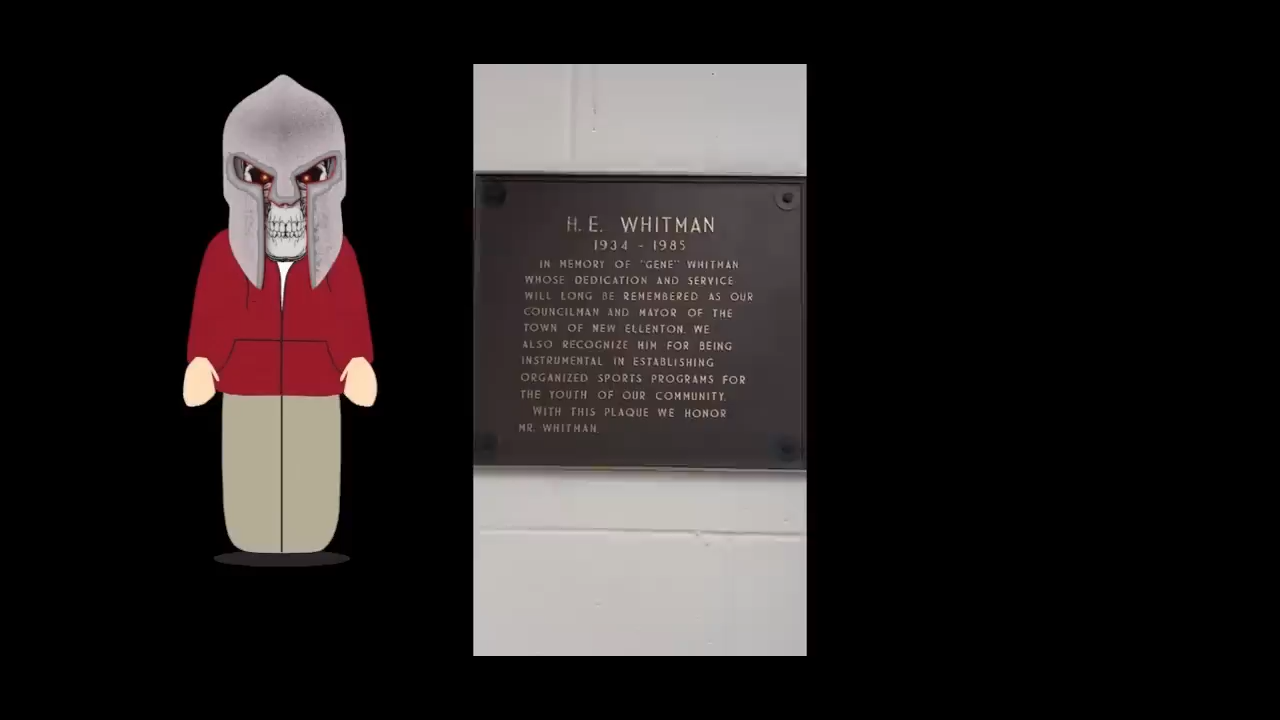 H. E. WHITMAN
1934 - 1985
IN MEMORY OF "GENE" WHITMAN
WHOSE DEDICATION AND SERVICE
WILL LONG BE REMEMBERED AS OUR
COUNCILMAN AND MAYOR OF THE
TOWN OF NEW ELLENTON. WE
ALSO RECOGNIZE HIM FOR BEING
INSTRUMENTAL IN ESTABLISHING
ORGANIZED SPORTS PROGRAMS FOR
THE YOUTH OF OUR COMMUNITY.
WITH THIS PLAQUE WE HONOR
MR. WHITMAN.